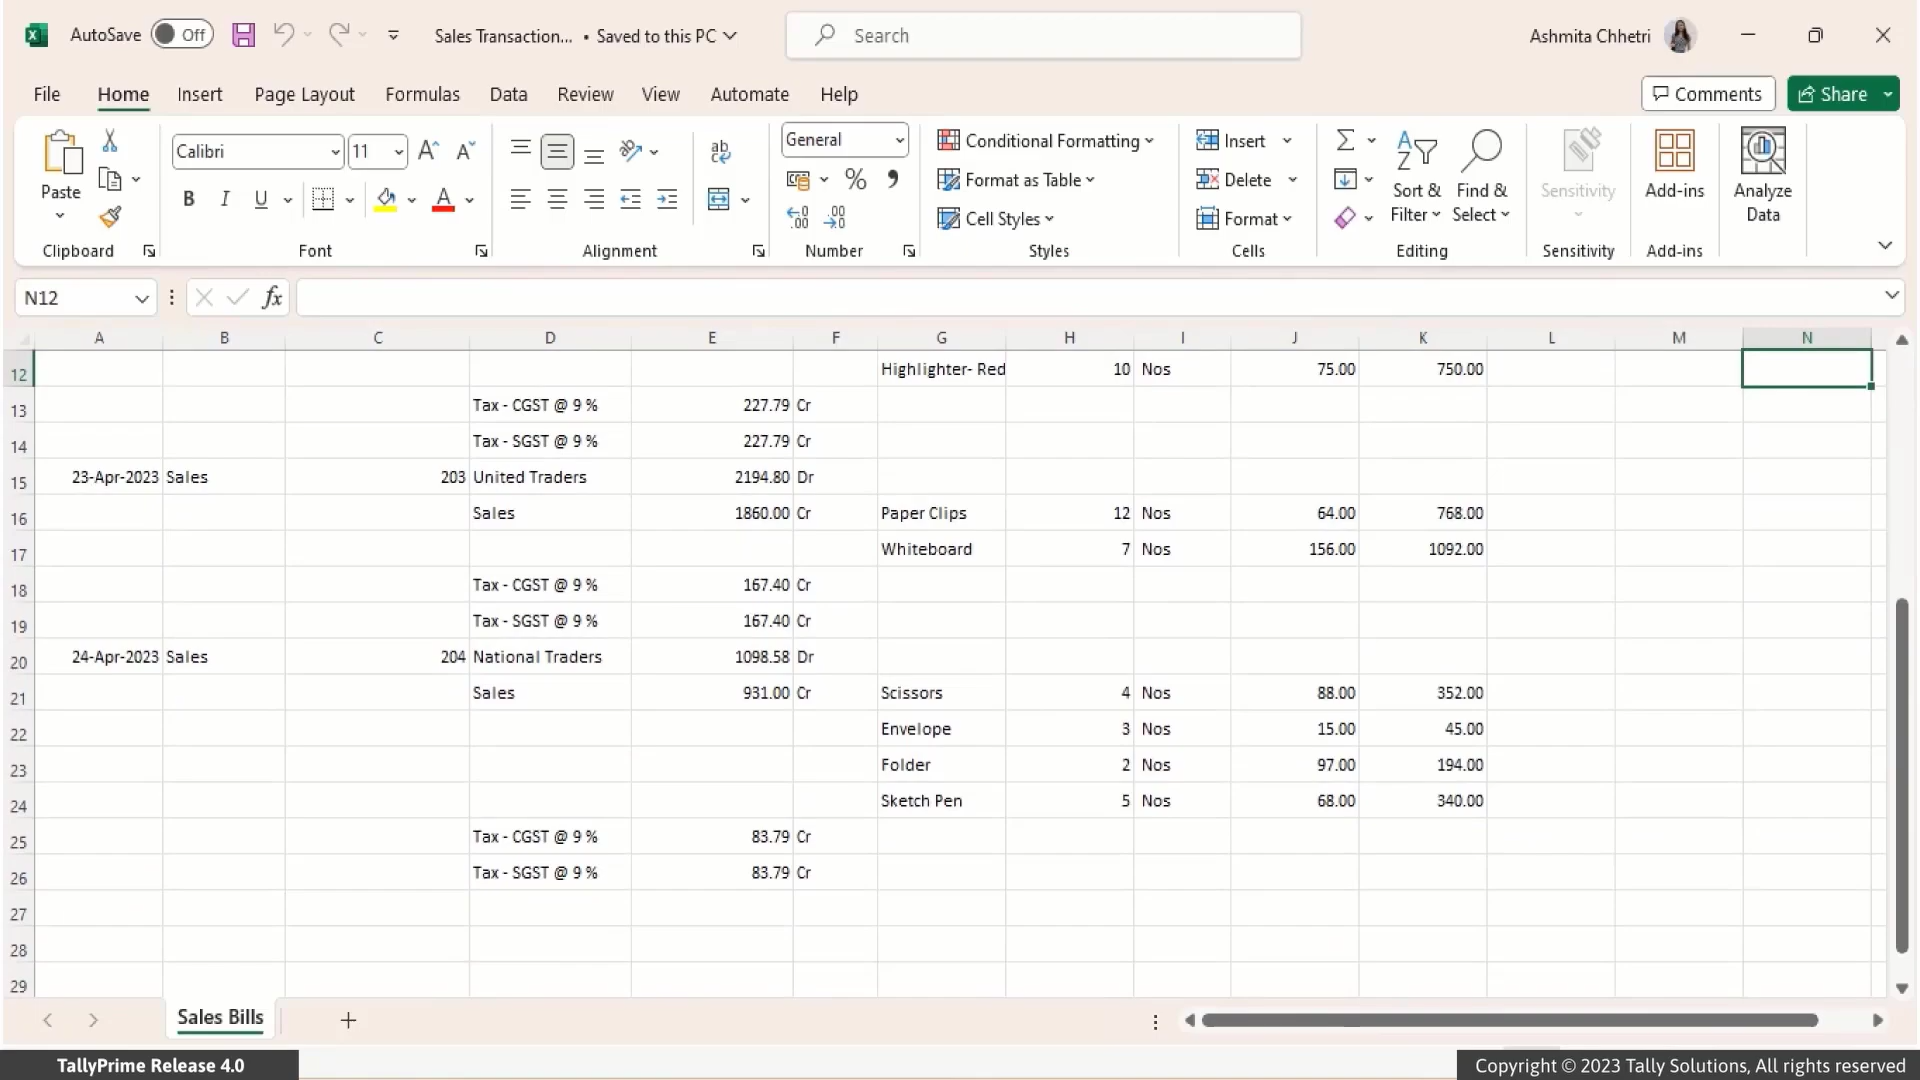 AutoSave Off Sales Transaction... • Saved to this PC Search Ashmita Chhetri
File Home Insert Page Layout Formulas Data Review View Automate Help Comments Share
Paste
Clipboard
Calibri 11
B I U
Font
ab
Alignment
General
% 9
Number
Conditional Formatting
Format as Table
Cell Styles
Styles
Insert
Delete
Format
Cells
Sort & Filter
Find & Select
Editing
Sensitivity
Sensitivity
Add-ins
Add-ins
Analyze Data
N12 fx
A B C D E F G H I J K L M N
12 Highlighter- Red 10 Nos 75.00 750.00
13 Tax - CGST @ 9 % 227.79 Cr
14 Tax - SGST @ 9 % 227.79 Cr
15 23-Apr-2023 Sales 203 United Traders 2194.80 Dr
16 Sales 1860.00 Cr Paper Clips 12 Nos 64.00 768.00
17 Whiteboard 7 Nos 156.00 1092.00
18 Tax - CGST @ 9 % 167.40 Cr
19 Tax - SGST @ 9 % 167.40 Cr
20 24-Apr-2023 Sales 204 National Traders 1098.58 Dr
21 Sales 931.00 Cr Scissors 4 Nos 88.00 352.00
22 Envelope 3 Nos 15.00 45.00
23 Folder 2 Nos 97.00 194.00
24 Sketch Pen 5 Nos 68.00 340.00
25 Tax - CGST @ 9 % 83.79 Cr
26 Tax - SGST @ 9 % 83.79 Cr
27
28
29
Sales Bills
TallyPrime Release 4.0
Copyright © 2023 Tally Solutions, All rights reserved